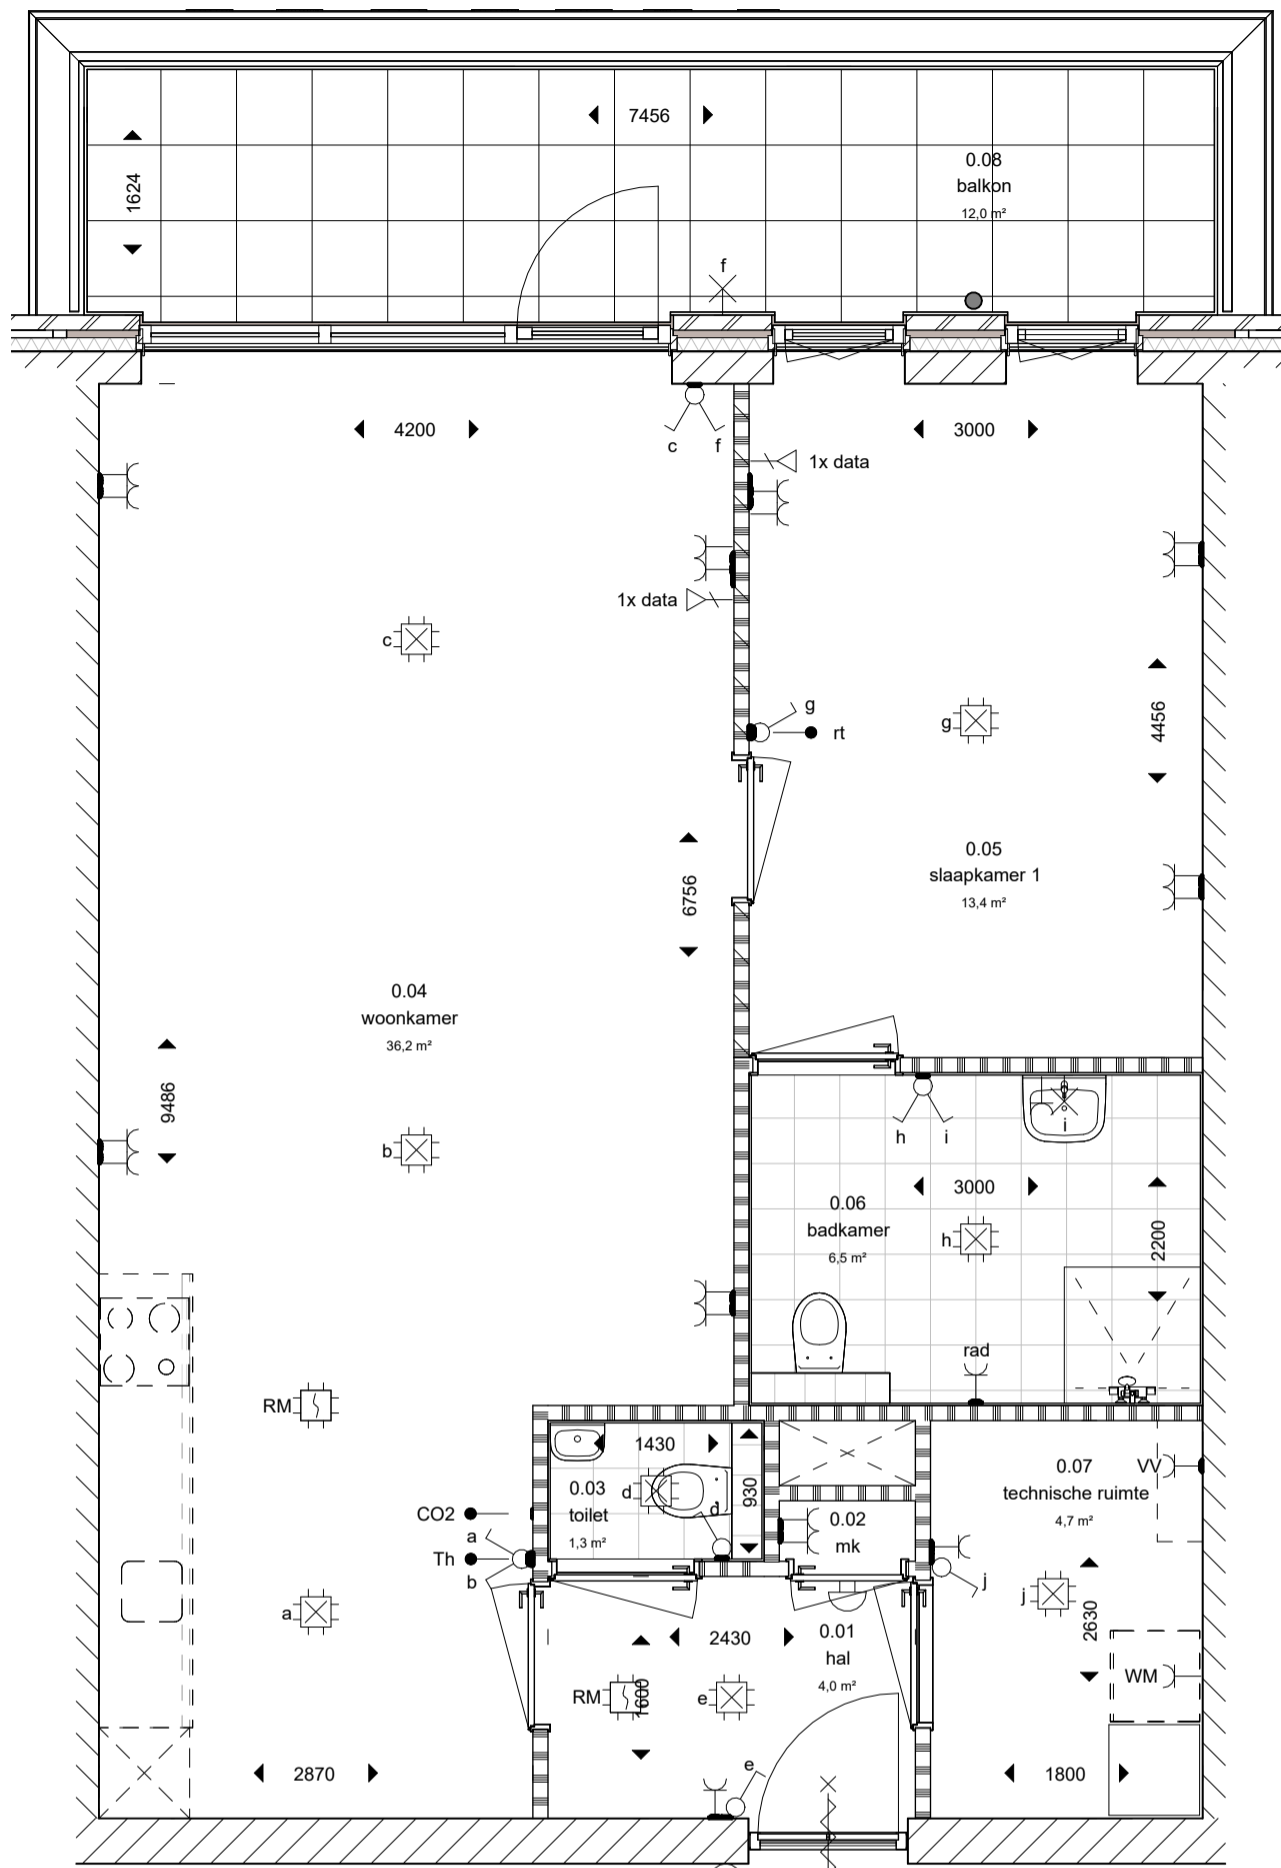 7456
1624
0.08
balkon
12,0 m²
f
4200
c
f
3000
1x data
1x data
c
g
rt
g
4456
6756
0.05
slaapkamer 1
13,4 m²
0.04
woonkamer
36,2 m²
9486
b
h
i
i
3000
0.06
badkamer
6,5 m²
h
2200
rad
RM
1430
0.03
toilet
1,3 m²
d
d
930
0.02
mk
VV
0.07
technische ruimte
4,7 m²
CO2
a
Th
b
a
j
j
2630
2430
0.01
hal
4,0 m²
RM
1600
e
WM
2870
e
1800